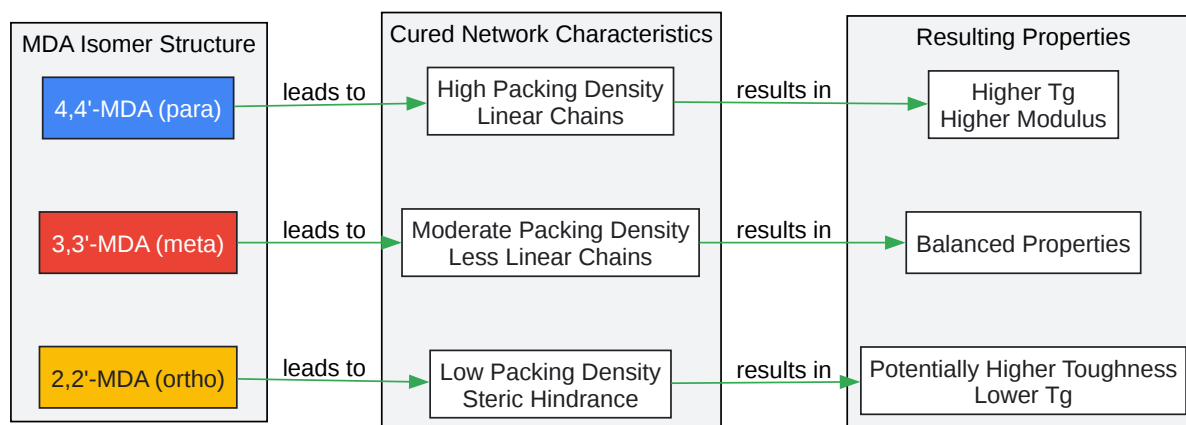 MDA Isomer Structure
Cured Network Characteristics
Resulting Properties
4,4'-MDA (para)
leads to
High Packing Density
Linear Chains
results in
Higher Tg
Higher Modulus
3,3'-MDA (meta)
leads to
Moderate Packing Density
Less Linear Chains
results in
Balanced Properties
2,2'-MDA (ortho)
leads to
Low Packing Density
Steric Hindrance
results in
Potentially Higher Toughness
Lower Tg